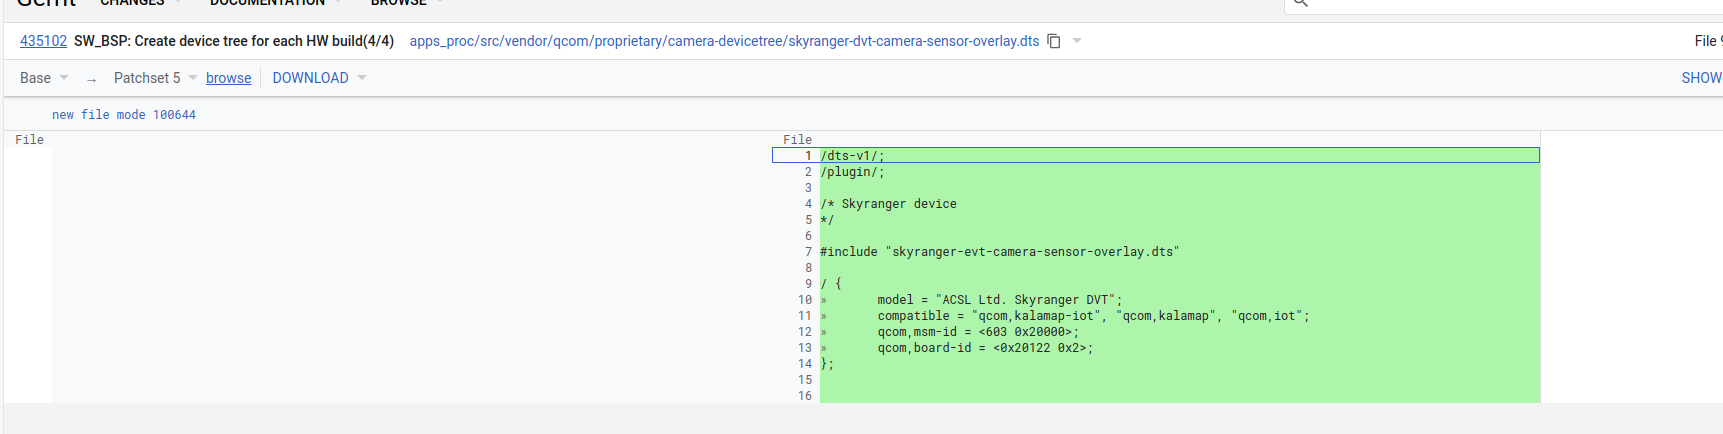 Gerrit CHANGES DOCUMENTATION BROWSE
435102 SW_BSP: Create device tree for each HW build(4/4) apps_proc/src/vendor/qcom/proprietary/camera-devicetree/skyranger-dvt-camera-sensor-overlay.dts File
Base → Patchset 5 browse DOWNLOAD SHOW
new file mode 100644
File File
1 /dts-v1/;
2 /plugin/;
3
4 /* Skyranger device
5 */
6
7 #include "skyranger-evt-camera-sensor-overlay.dts"
8
9 / {
10 » model = "ACSL Ltd. Skyranger DVT";
11 » compatible = "qcom,kalamap-iot", "qcom,kalamap", "qcom,iot";
12 » qcom,msm-id = <603 0x20000>;
13 » qcom,board-id = <0x20122 0x2>;
14 };
15
16